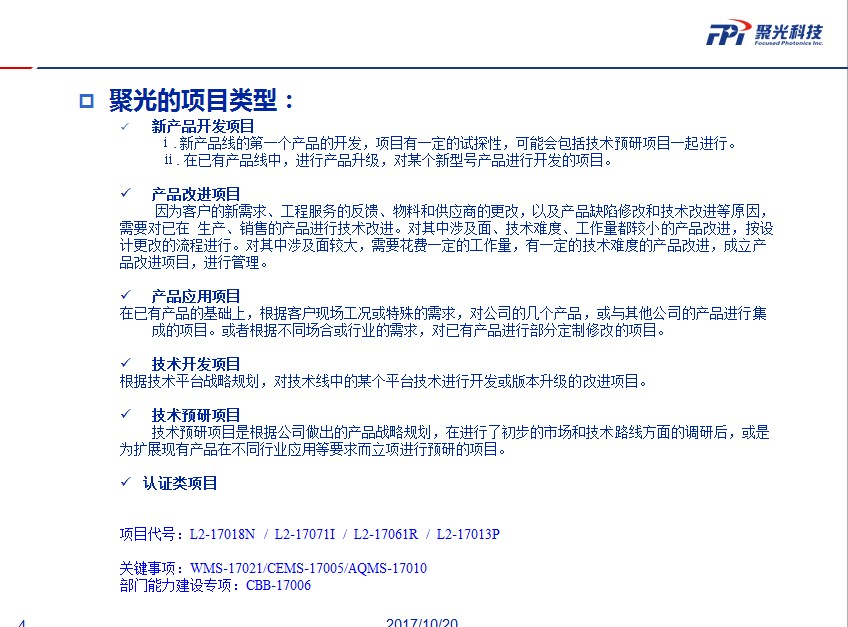 FPI 聚光科技
Focused Photonics Inc.
聚光的项目类型：
✓ 新产品开发项目
ⅰ. 新产品线的第一个产品的开发，项目有一定的试探性，可能会包括技术预研项目一起进行。
ⅱ. 在已有产品线中，进行产品升级，对某个新型号产品进行开发的项目。
✓ 产品改进项目
因为客户的新需求、工程服务的反馈、物料和供应商的更改，以及产品缺陷修改和技术改进等原因，
需要对已在 生产、销售的产品进行技术改进。对其中涉及面、技术难度、工作量都较小的产品改进，按设
计更改的流程进行。对其中涉及面较大，需要花费一定的工作量，有一定的技术难度的产品改进，成立产
品改进项目，进行管理。
✓ 产品应用项目
在已有产品的基础上，根据客户现场工况或特殊的需求，对公司的几个产品，或与其他公司的产品进行集
成的项目。或者根据不同场合或行业的需求，对已有产品进行部分定制修改的项目。
✓ 技术开发项目
根据技术平台战略规划，对技术线中的某个平台技术进行开发或版本升级的改进项目。
✓ 技术预研项目
技术预研项目是根据公司做出的产品战略规划，在进行了初步的市场和技术路线方面的调研后，或是
为扩展现有产品在不同行业应用等要求而立项进行预研的项目。
✓ 认证类项目
项目代号：L2-17018N / L2-17071I / L2-17061R / L2-17013P
关键事项：WMS-17021/CEMS-17005/AQMS-17010
部门能力建设专项：CBB-17006
4
2017/10/20